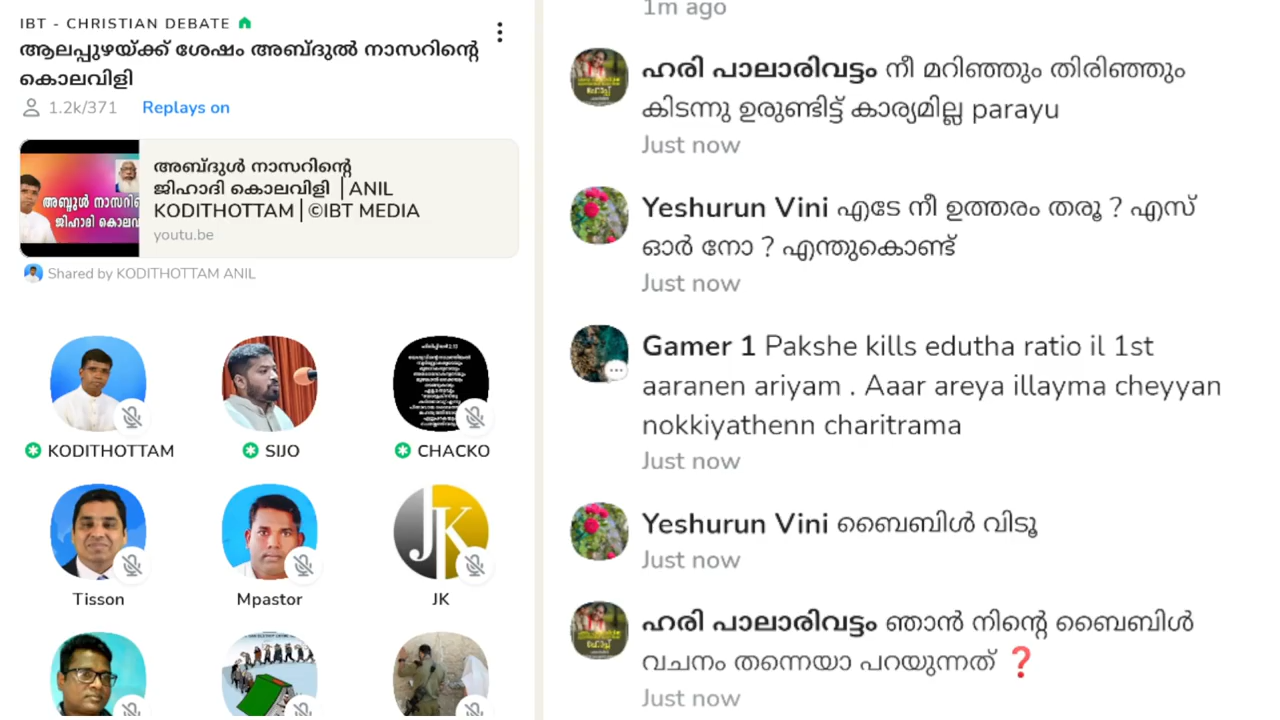 IBT - CHRISTIAN DEBATE
ആലപ്പുഴയ്ക്ക് ശേഷം അബ്ദുൽ നാസറിന്റെ
കൊലവിളി
1.2k/371 Replays on
അബ്ദുൾ നാസറിന്റെ
ജിഹാദി കൊലവിളി | ANIL
KODITHOTTAM | ©IBT MEDIA
youtu.be
Shared by KODITHOTTAM ANIL
KODITHOTTAM
SIJO
CHACKO
Tisson
Mpastor
JK
1m ago
ഹരി പാലാരിവട്ടം നീ മറിഞ്ഞും തിരിഞ്ഞും
കിടന്നു ഉരുണ്ടിട്ട് കാര്യമില്ല parayu
Just now
Yeshurun Vini എടേ നീ ഉത്തരം തരൂ ? എസ്
ഓർ നോ ? എന്തുകൊണ്ട്
Just now
Gamer 1 Pakshe kills edutha ratio il 1st
aaranen ariyam . Aaar areya illayma cheyyan
nokkiyathenn charitrama
Just now
Yeshurun Vini ബൈബിൾ വിടൂ
Just now
ഹരി പാലാരിവട്ടം ഞാൻ നിന്റെ ബൈബിൾ
വചനം തന്നെയാ പറയുന്നത് ❓
Just now